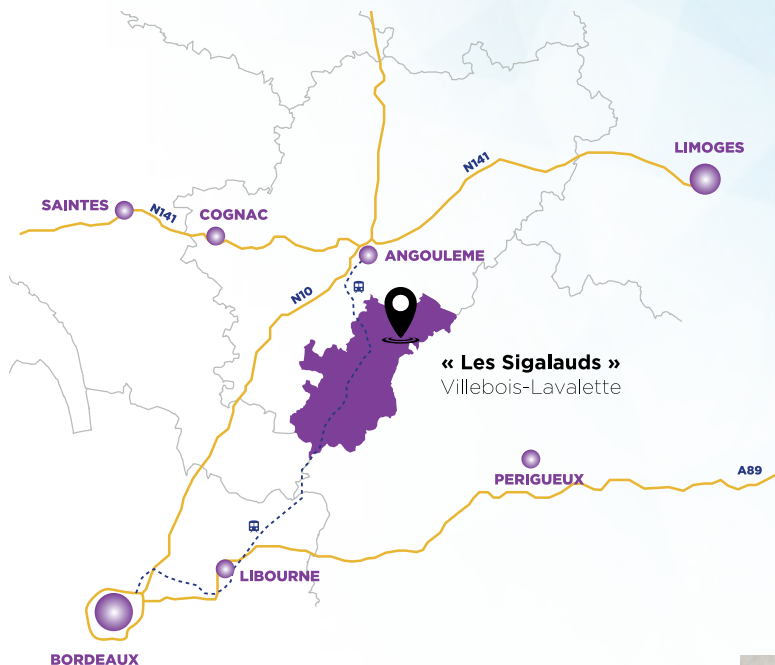 LIMOGES
N141
SAINTES
N141
COGNAC
ANGOULEME
N10
« Les Sigalauds »
Villebois-Lavalette
PERIGUEUX
A89
LIBOURNE
BORDEAUX